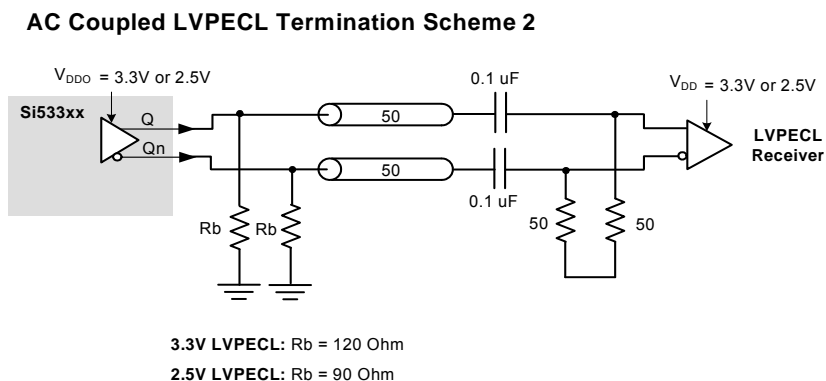 AC Coupled LVPECL Termination Scheme 2
VDDO = 3.3V or 2.5V
Si533xx
Q
Qn
50
50
0.1 uF
0.1 uF
VDD = 3.3V or 2.5V
LVPECL
Receiver
Rb
Rb
50
50
3.3V LVPECL: Rb = 120 Ohm
2.5V LVPECL: Rb = 90 Ohm